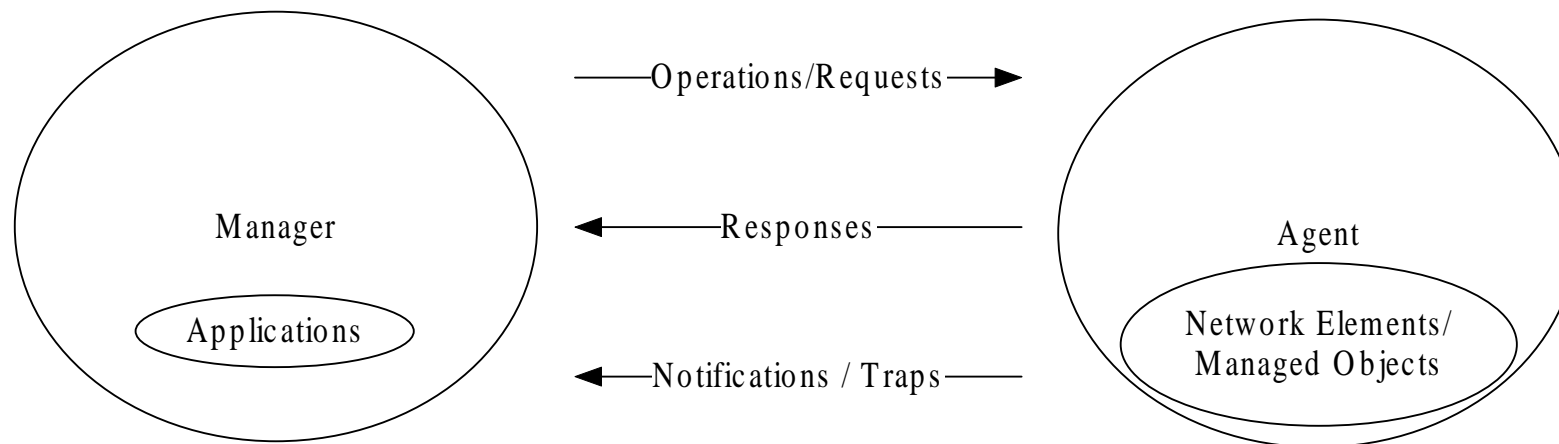 Operations/Requests
Manager
Responses
Agent
Applications
Network Elements/
Managed Objects
Notifications / Traps